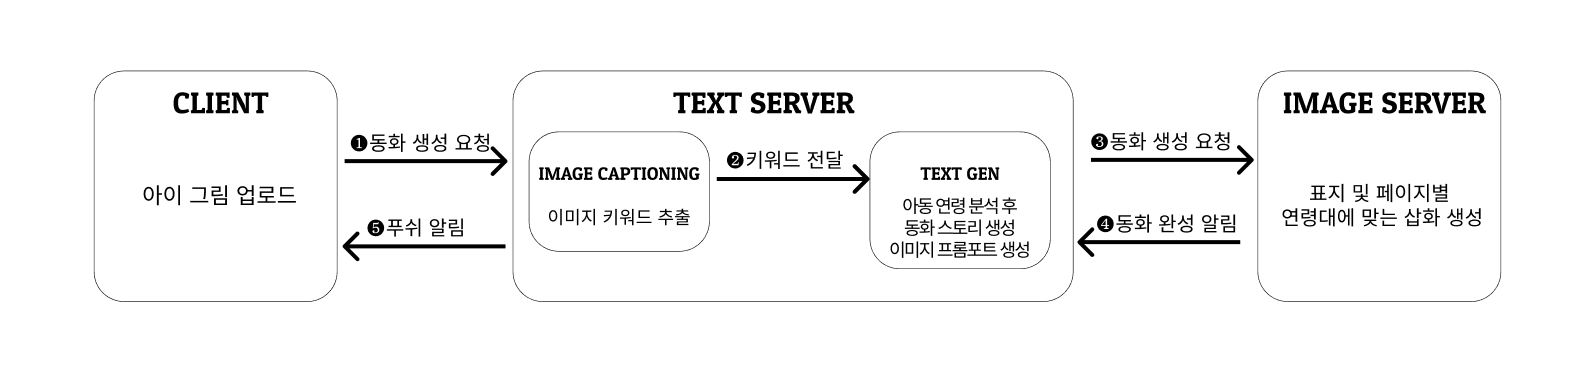 CLIENT
아이 그림 업로드
❶동화 생성 요청
❺푸쉬 알림
TEXT SERVER
IMAGE CAPTIONING
이미지 키워드 추출
❷키워드 전달
TEXT GEN
아동 연령 분석 후
동화 스토리 생성
이미지 프롬포트 생성
❸동화 생성 요청
❹동화 완성 알림
IMAGE SERVER
표지 및 페이지별
연령대에 맞는 삽화 생성